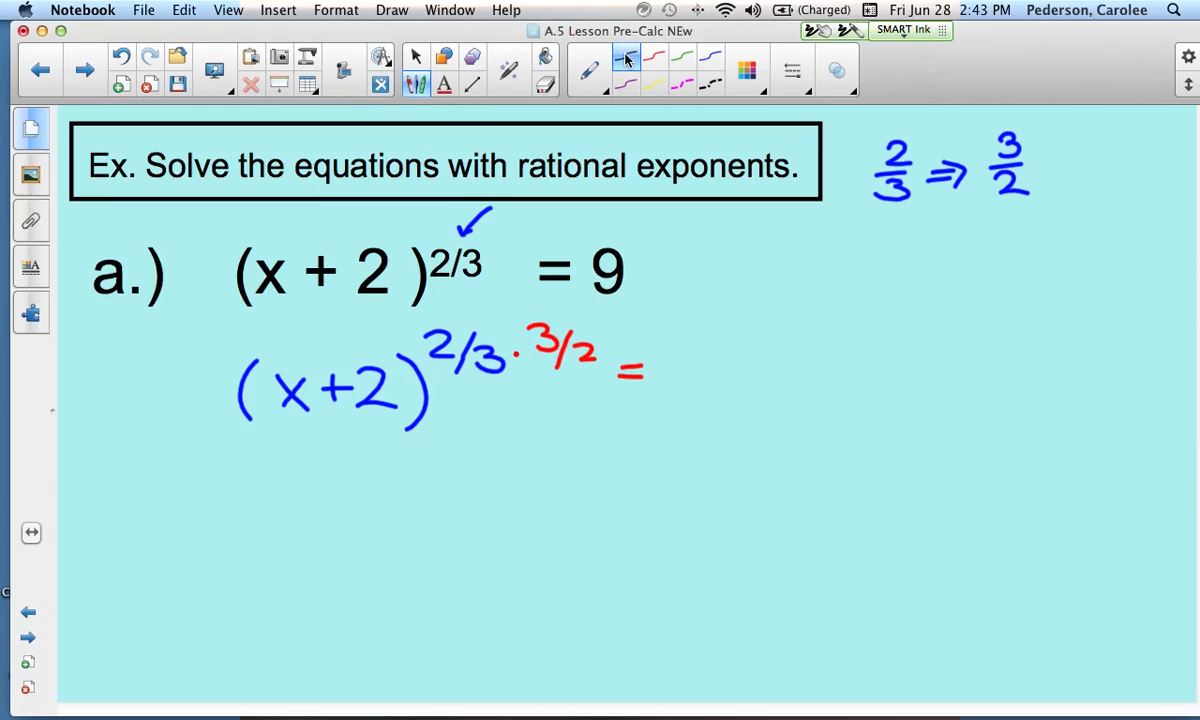 Notebook File Edit View Insert Format Draw Window Help (Charged) Fri Jun 28 2:43 PM Pederson, Carolee
A.5 Lesson Pre-Calc NEw
SMART Ink
Ex. Solve the equations with rational exponents.
2/3 ⇒ 3/2
a.) (x + 2 )^2/3 = 9
(x+2)^2/3 · 3/2 =